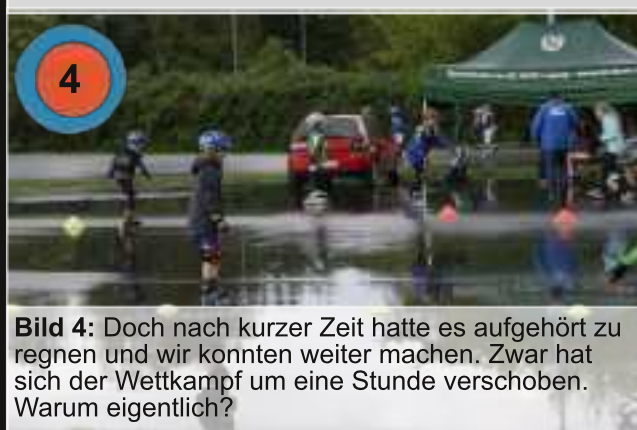 4
Bild 4: Doch nach kurzer Zeit hatte es aufgehört zu
regnen und wir konnten weiter machen. Zwar hat
sich der Wettkampf um eine Stunde verschoben.
Warum eigentlich?